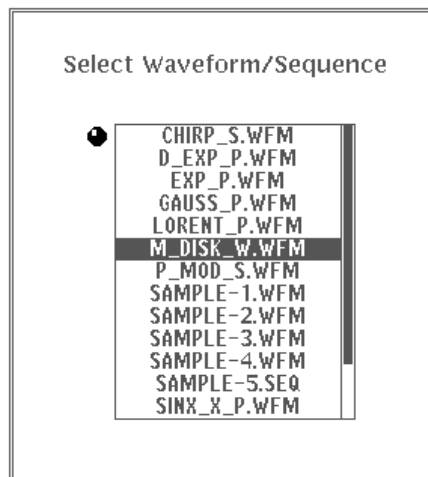 Select Waveform/Sequence
CHIRP_S.WFM
D_EXP_P.WFM
EXP_P.WFM
GAUSS_P.WFM
LORENT_P.WFM
M_DISK_W.WFM
P_MOD_S.WFM
SAMPLE-1.WFM
SAMPLE-2.WFM
SAMPLE-3.WFM
SAMPLE-4.WFM
SAMPLE-5.SEQ
SINX_X_P.WFM